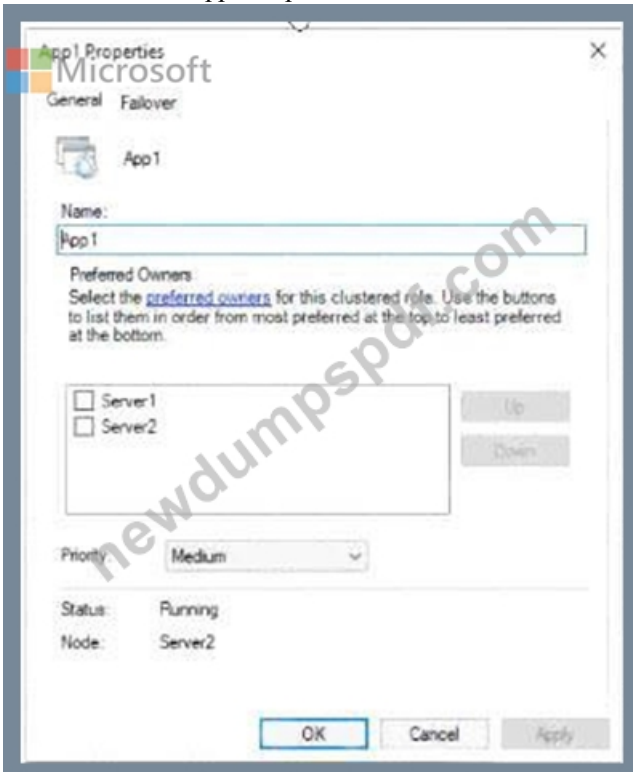 App1 Properties
Microsoft
General Failover
App1
Name:
App1
Preferred Owners
Select the preferred owners for this clustered role. Use the buttons
to list them in order from most preferred at the top to least preferred
at the bottom.
Server1
Server2
Up
Down
newdumpspdf.com
Priority: Medium
Status: Running
Node: Server2
OK Cancel Apply